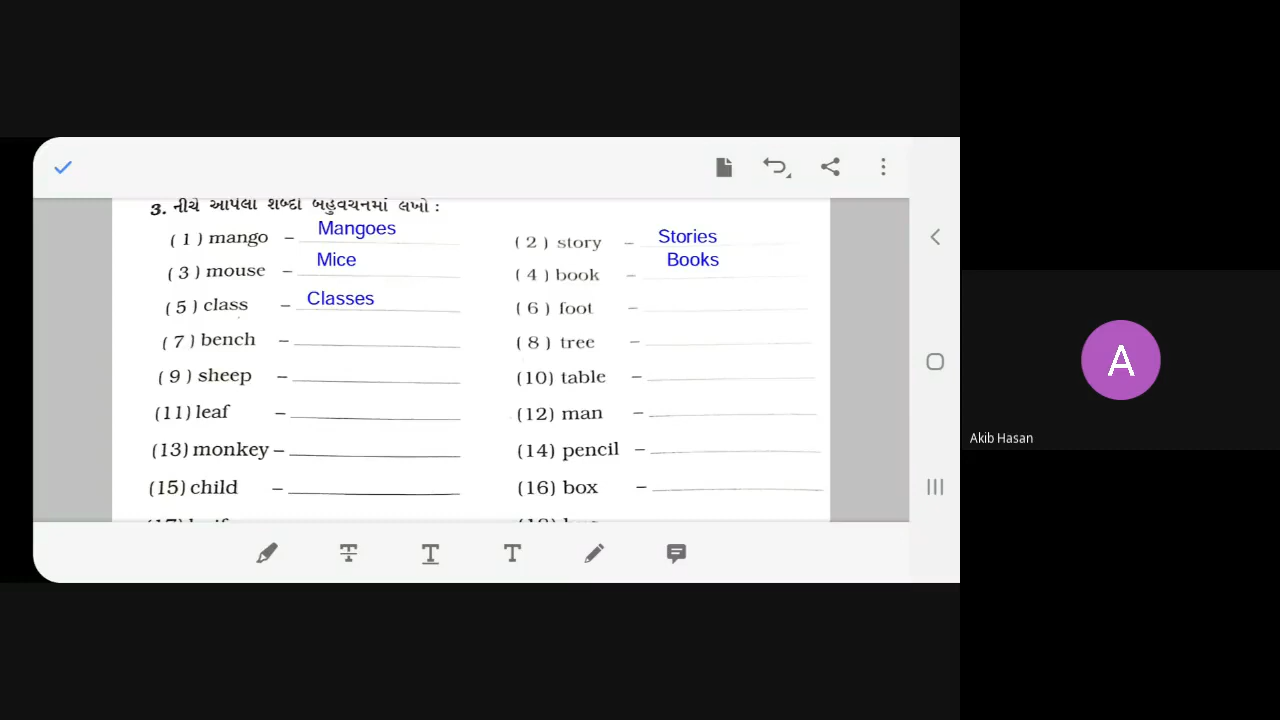 3. નીચે આપેલા શબ્દો બહુવચનમાં લખો :
(1) mango – Mangoes
(2) story – Stories
(3) mouse – Mice
(4) book – Books
(5) class – Classes
(6) foot –
(7) bench –
(8) tree –
(9) sheep –
(10) table –
(11) leaf –
(12) man –
(13) monkey –
(14) pencil –
(15) child –
(16) box –
A
Akib Hasan